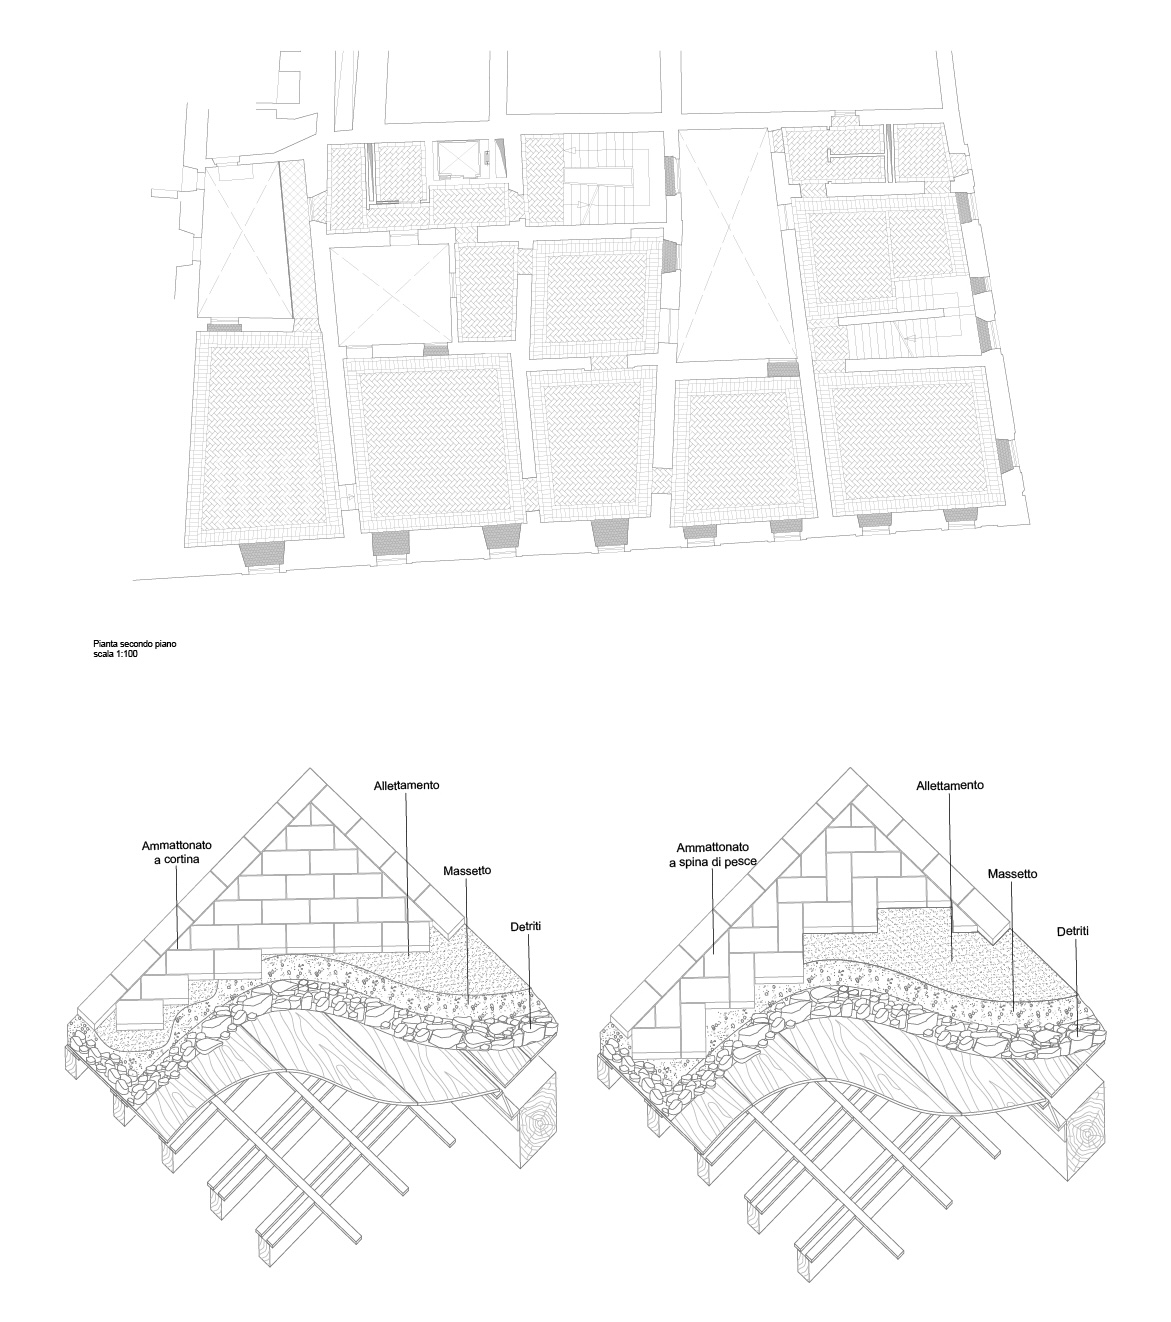 Pianta secondo piano
scala 1:100
Allettamento
Ammattonato
a cortina
Massetto
Detriti
Allettamento
Ammattonato
a spina di pesce
Massetto
Detriti